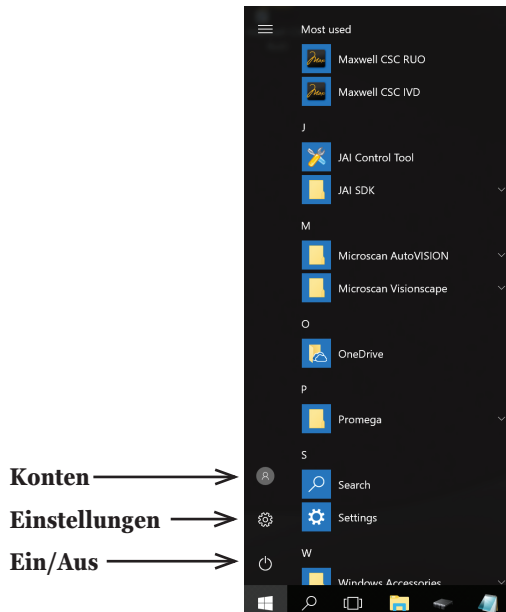 Most used
Maxwell CSC RUO
Maxwell CSC IVD
J
JAI Control Tool
JAI SDK
M
Microscan AutoVISION
Microscan Visionscape
O
OneDrive
P
Promega
S
Konten
Search
Einstellungen
Settings
Ein/Aus
W
Windows Accessories